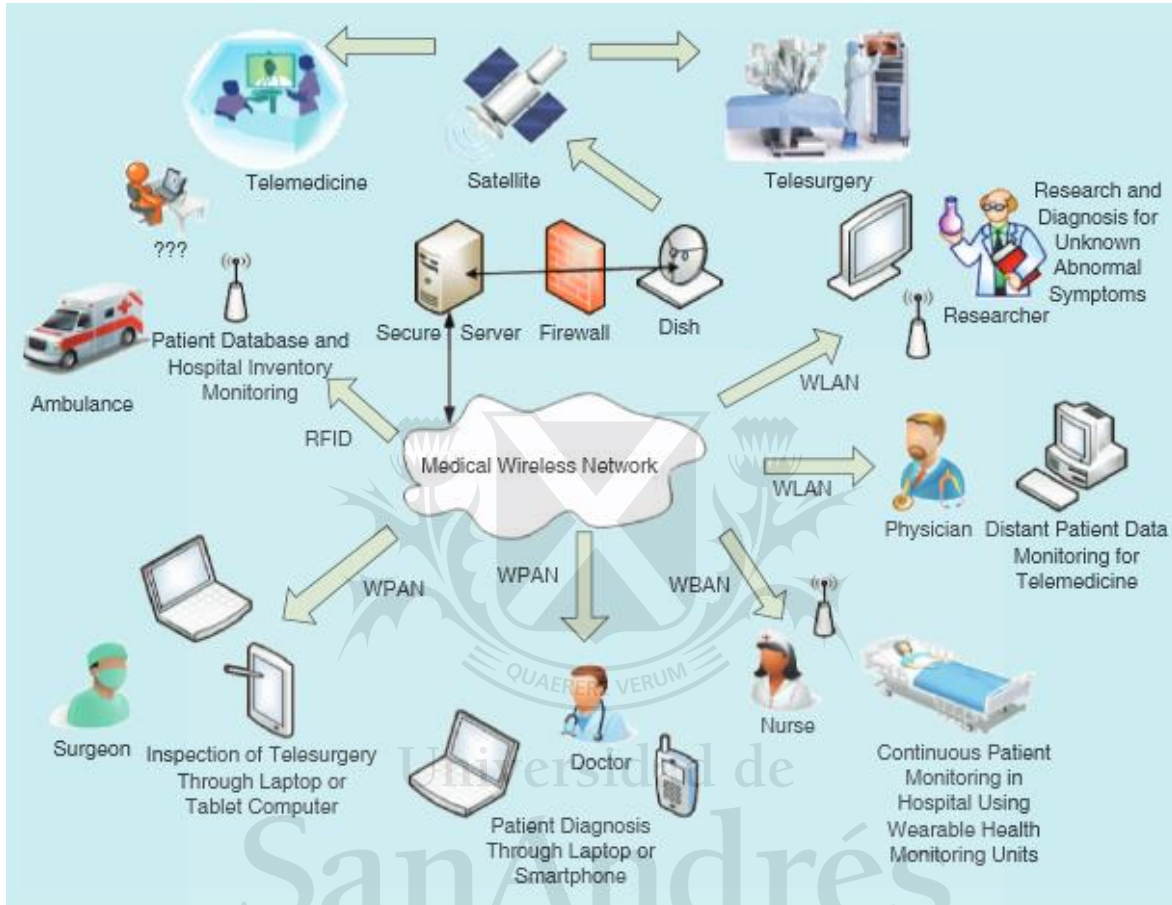 Telemedicine
Satellite
Telesurgery
Research and
Diagnosis for
Unknown
Abnormal
Symptoms
???
Secure Server
Firewall
Dish
Researcher
Ambulance
Patient Database and
Hospital Inventory
Monitoring
WLAN
RFID
Medical Wireless Network
WLAN
Physician
Distant Patient Data
Monitoring for
Telemedicine
WPAN
WPAN
WBAN
QUAERERE VERUM
Surgeon
Inspection of Telesurgery
Through Laptop or
Tablet Computer
Doctor
Nurse
Patient Diagnosis
Through Laptop or
Smartphone
Continuous Patient
Monitoring in
Hospital Using
Wearable Health
Monitoring Units
Universidad de
SanAndrés